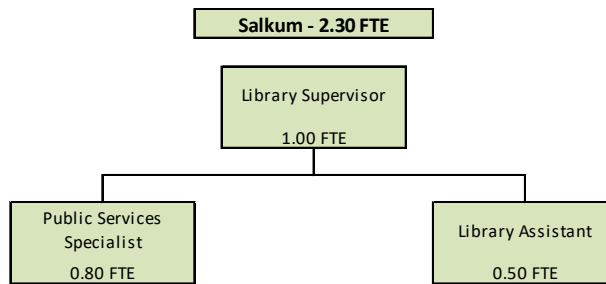 Salkum - 2.30 FTE
Library Supervisor
1.00 FTE
Public Services
Specialist
0.80 FTE
Library Assistant
0.50 FTE